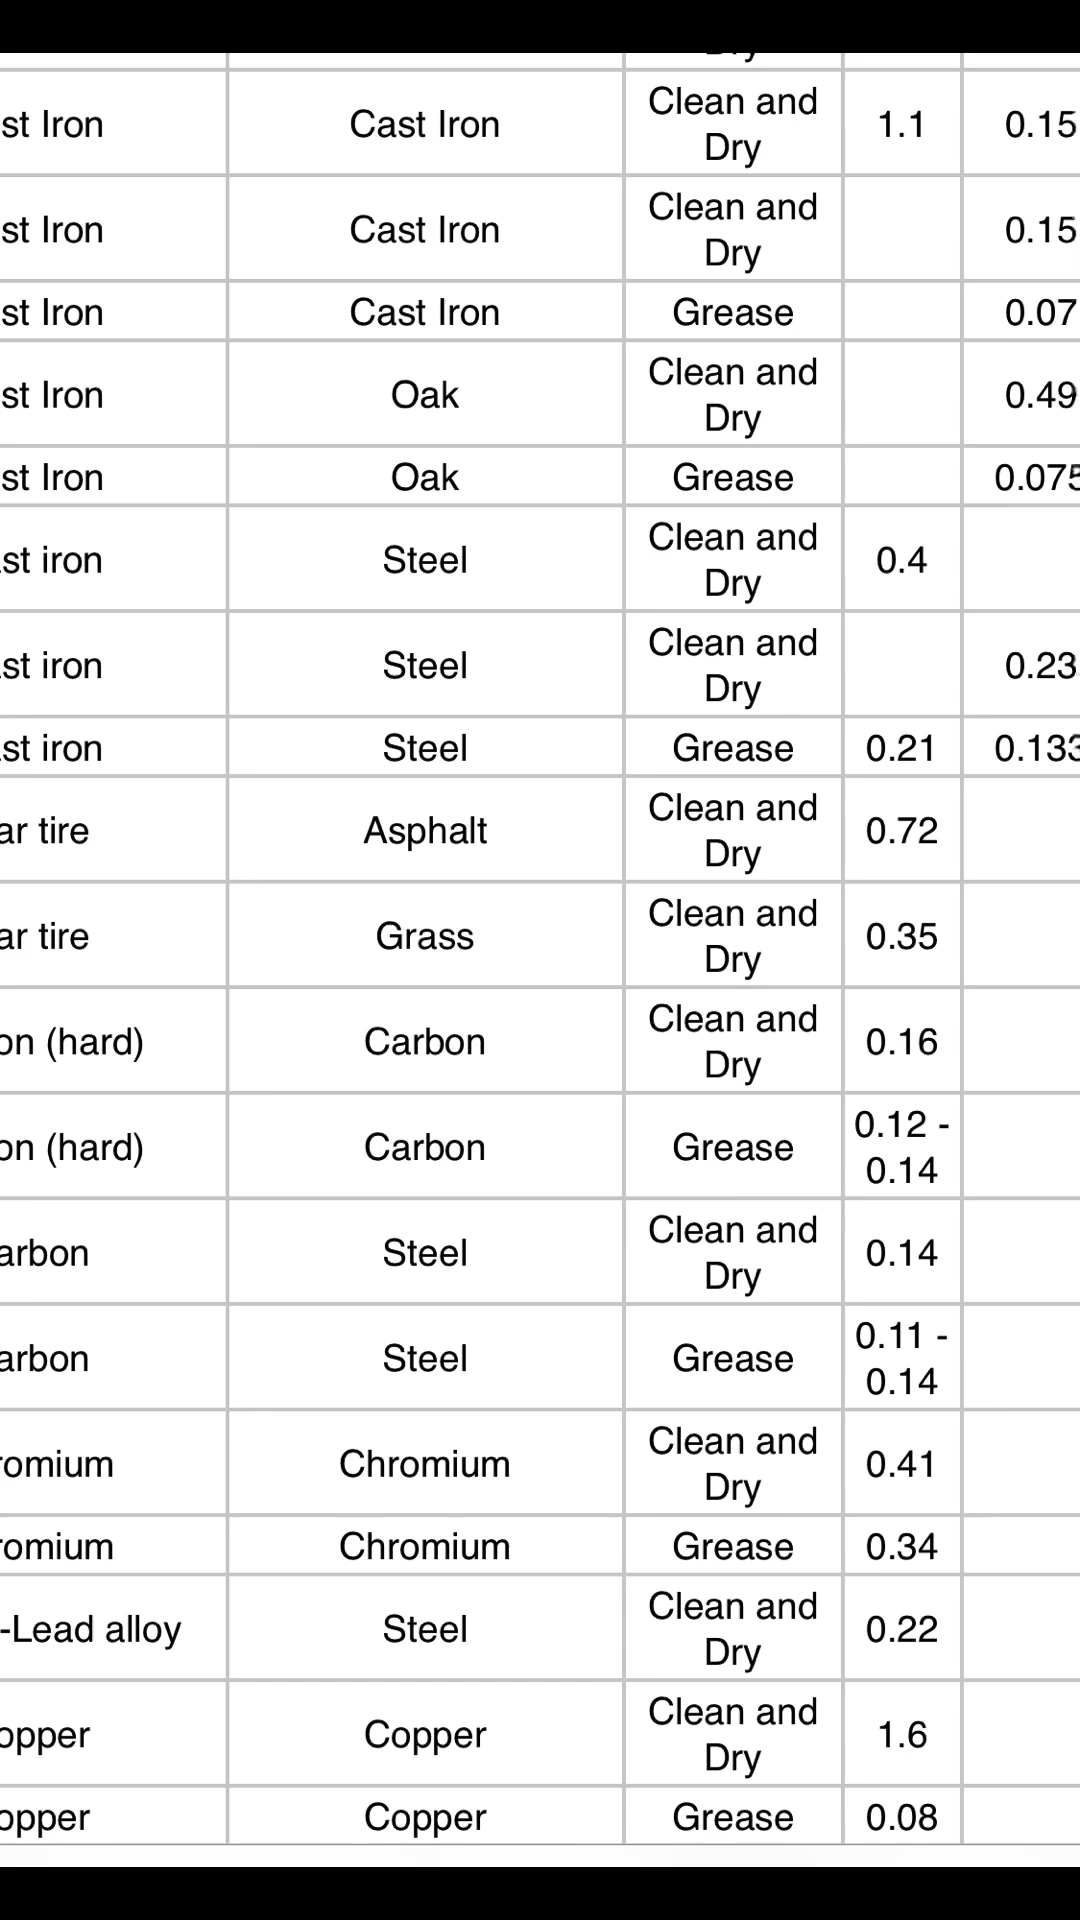 st Iron Cast Iron Clean and Dry 1.1 0.15
st Iron Cast Iron Clean and Dry 0.15
st Iron Cast Iron Grease 0.07
st Iron Oak Clean and Dry 0.49
st Iron Oak Grease 0.075
st iron Steel Clean and Dry 0.4
st iron Steel Clean and Dry 0.23
st iron Steel Grease 0.21 0.133
ar tire Asphalt Clean and Dry 0.72
ar tire Grass Clean and Dry 0.35
on (hard) Carbon Clean and Dry 0.16
on (hard) Carbon Grease 0.12 - 0.14
arbon Steel Clean and Dry 0.14
arbon Steel Grease 0.11 - 0.14
romium Chromium Clean and Dry 0.41
romium Chromium Grease 0.34
-Lead alloy Steel Clean and Dry 0.22
opper Copper Clean and Dry 1.6
opper Copper Grease 0.08